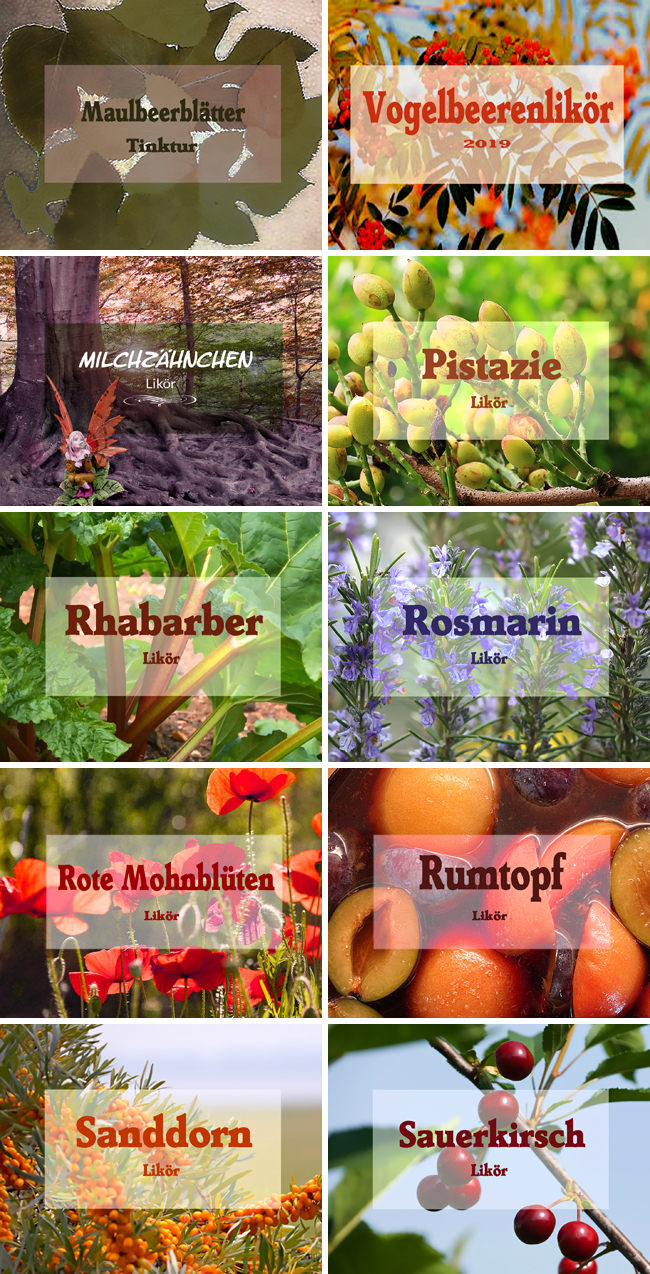 Maulbeerblätter
Tinktur
Vogelbeerenlikör
2019
MILCHZÄHNCHEN
Likör
Pistazie
Likör
Rhabarber
Likör
Rosmarin
Likör
Rote Mohnblüten
Likör
Rumtopf
Likör
Sanddorn
Likör
Sauerkirsch
Likör